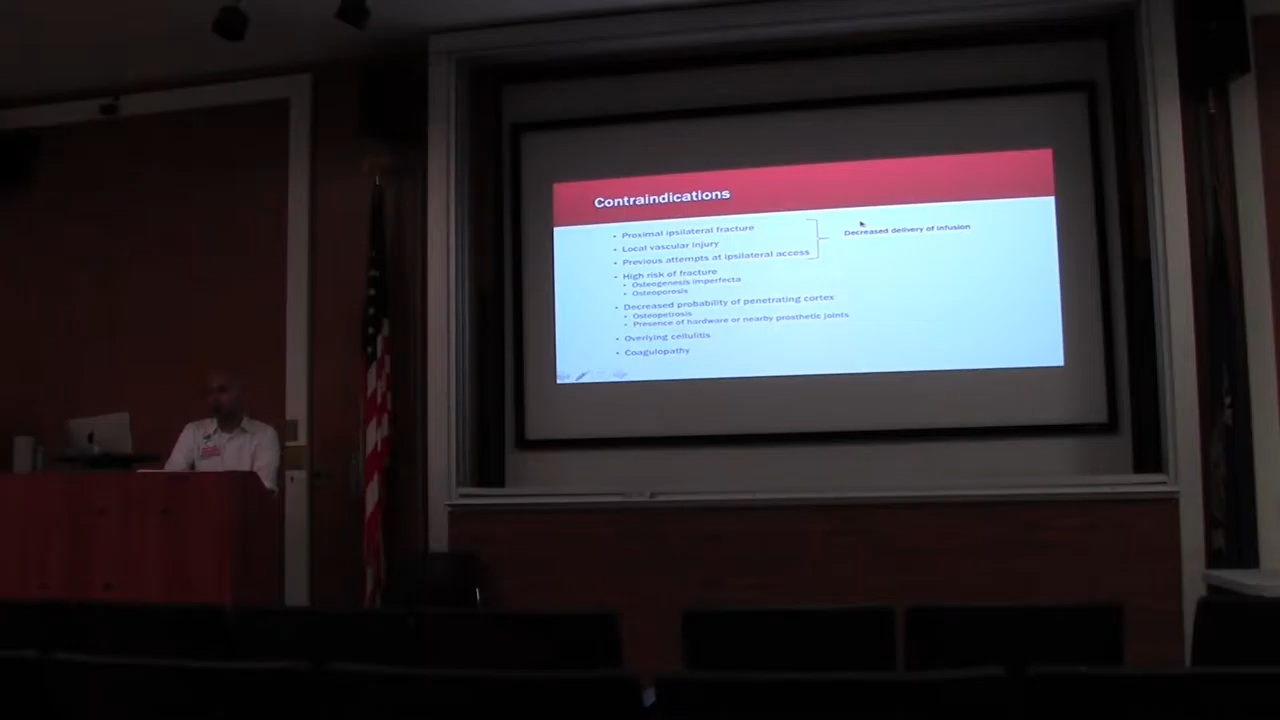 Contraindications
• Proximal ipsilateral fracture
• Local vascular injury
• Previous attempts at ipsilateral access
Decreased delivery of infusion
• High risk of fracture
• Osteogenesis imperfecta
• Osteoporosis
• Decreased probability of penetrating cortex
• Osteopetrosis
• Presence of hardware or nearby prosthetic joints
• Overlying cellulitis
• Coagulopathy